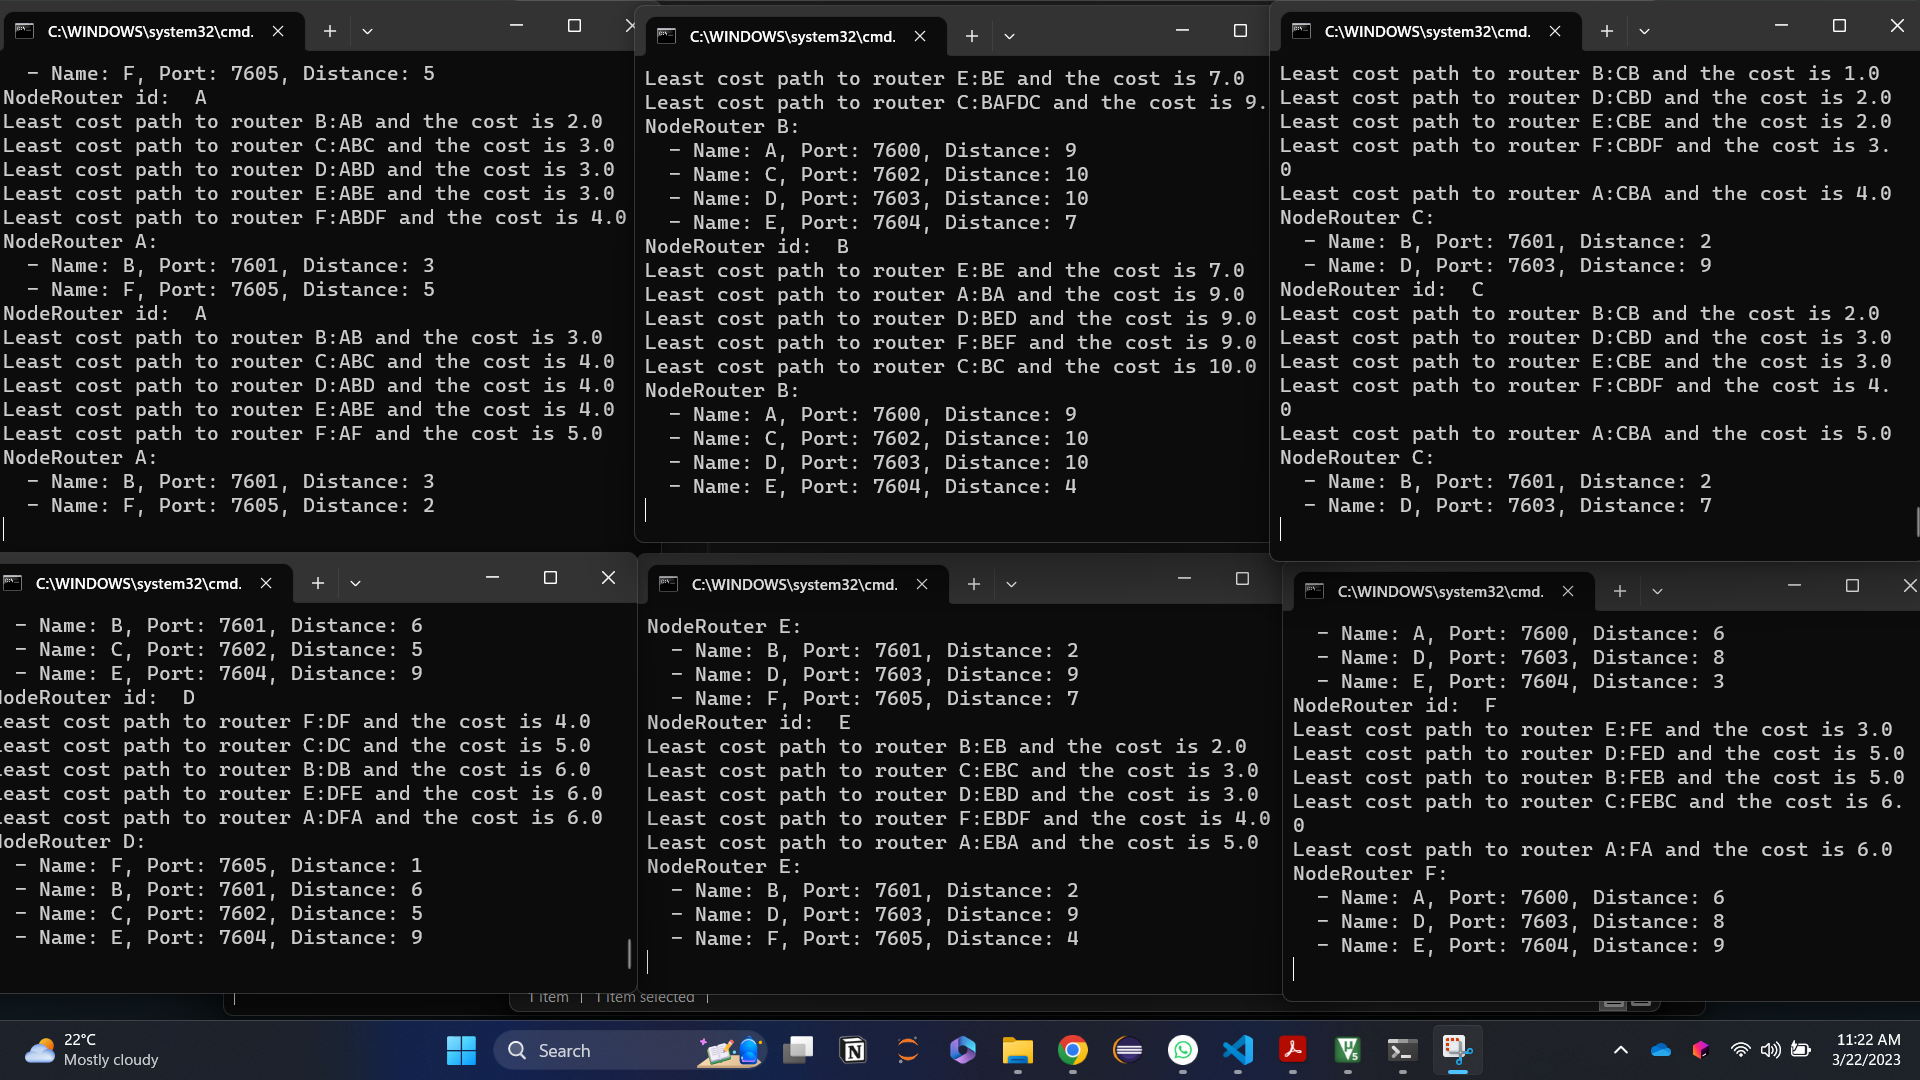 C:\WINDOWS\system32\cmd.
- Name: F, Port: 7605, Distance: 5
NodeRouter id:  A
Least cost path to router B:AB and the cost is 2.0
Least cost path to router C:ABC and the cost is 3.0
Least cost path to router D:ABD and the cost is 3.0
Least cost path to router E:ABE and the cost is 3.0
Least cost path to router F:ABDF and the cost is 4.0
NodeRouter A:
- Name: B, Port: 7601, Distance: 3
- Name: F, Port: 7605, Distance: 5
NodeRouter id:  A
Least cost path to router B:AB and the cost is 3.0
Least cost path to router C:ABC and the cost is 4.0
Least cost path to router D:ABD and the cost is 4.0
Least cost path to router E:ABE and the cost is 4.0
Least cost path to router F:AF and the cost is 5.0
NodeRouter A:
- Name: B, Port: 7601, Distance: 3
- Name: F, Port: 7605, Distance: 2
C:\WINDOWS\system32\cmd.
Least cost path to router E:BE and the cost is 7.0
Least cost path to router C:BAFDC and the cost is 9.
NodeRouter B:
- Name: A, Port: 7600, Distance: 9
- Name: C, Port: 7602, Distance: 10
- Name: D, Port: 7603, Distance: 10
- Name: E, Port: 7604, Distance: 7
NodeRouter id:  B
Least cost path to router E:BE and the cost is 7.0
Least cost path to router A:BA and the cost is 9.0
Least cost path to router D:BED and the cost is 9.0
Least cost path to router F:BEF and the cost is 9.0
Least cost path to router C:BC and the cost is 10.0
NodeRouter B:
- Name: A, Port: 7600, Distance: 9
- Name: C, Port: 7602, Distance: 10
- Name: D, Port: 7603, Distance: 10
- Name: E, Port: 7604, Distance: 4
C:\WINDOWS\system32\cmd.
Least cost path to router B:CB and the cost is 1.0
Least cost path to router D:CBD and the cost is 2.0
Least cost path to router E:CBE and the cost is 2.0
Least cost path to router F:CBDF and the cost is 3.
0
Least cost path to router A:CBA and the cost is 4.0
NodeRouter C:
- Name: B, Port: 7601, Distance: 2
- Name: D, Port: 7603, Distance: 9
NodeRouter id:  C
Least cost path to router B:CB and the cost is 2.0
Least cost path to router D:CBD and the cost is 3.0
Least cost path to router E:CBE and the cost is 3.0
Least cost path to router F:CBDF and the cost is 4.
0
Least cost path to router A:CBA and the cost is 5.0
NodeRouter C:
- Name: B, Port: 7601, Distance: 2
- Name: D, Port: 7603, Distance: 7
C:\WINDOWS\system32\cmd.
- Name: B, Port: 7601, Distance: 6
- Name: C, Port: 7602, Distance: 5
- Name: E, Port: 7604, Distance: 9
odeRouter id:  D
east cost path to router F:DF and the cost is 4.0
east cost path to router C:DC and the cost is 5.0
east cost path to router B:DB and the cost is 6.0
east cost path to router E:DFE and the cost is 6.0
east cost path to router A:DFA and the cost is 6.0
odeRouter D:
- Name: F, Port: 7605, Distance: 1
- Name: B, Port: 7601, Distance: 6
- Name: C, Port: 7602, Distance: 5
- Name: E, Port: 7604, Distance: 9
C:\WINDOWS\system32\cmd.
NodeRouter E:
- Name: B, Port: 7601, Distance: 2
- Name: D, Port: 7603, Distance: 9
- Name: F, Port: 7605, Distance: 7
NodeRouter id:  E
Least cost path to router B:EB and the cost is 2.0
Least cost path to router C:EBC and the cost is 3.0
Least cost path to router D:EBD and the cost is 3.0
Least cost path to router F:EBDF and the cost is 4.0
Least cost path to router A:EBA and the cost is 5.0
NodeRouter E:
- Name: B, Port: 7601, Distance: 2
- Name: D, Port: 7603, Distance: 9
- Name: F, Port: 7605, Distance: 4
C:\WINDOWS\system32\cmd.
- Name: A, Port: 7600, Distance: 6
- Name: D, Port: 7603, Distance: 8
- Name: E, Port: 7604, Distance: 3
NodeRouter id:  F
Least cost path to router E:FE and the cost is 3.0
Least cost path to router D:FED and the cost is 5.0
Least cost path to router B:FEB and the cost is 5.0
Least cost path to router C:FEBC and the cost is 6.
0
Least cost path to router A:FA and the cost is 6.0
NodeRouter F:
- Name: A, Port: 7600, Distance: 6
- Name: D, Port: 7603, Distance: 8
- Name: E, Port: 7604, Distance: 9
1 item | 1 item selected |
22°C
Mostly cloudy
Search
11:22 AM
3/22/2023